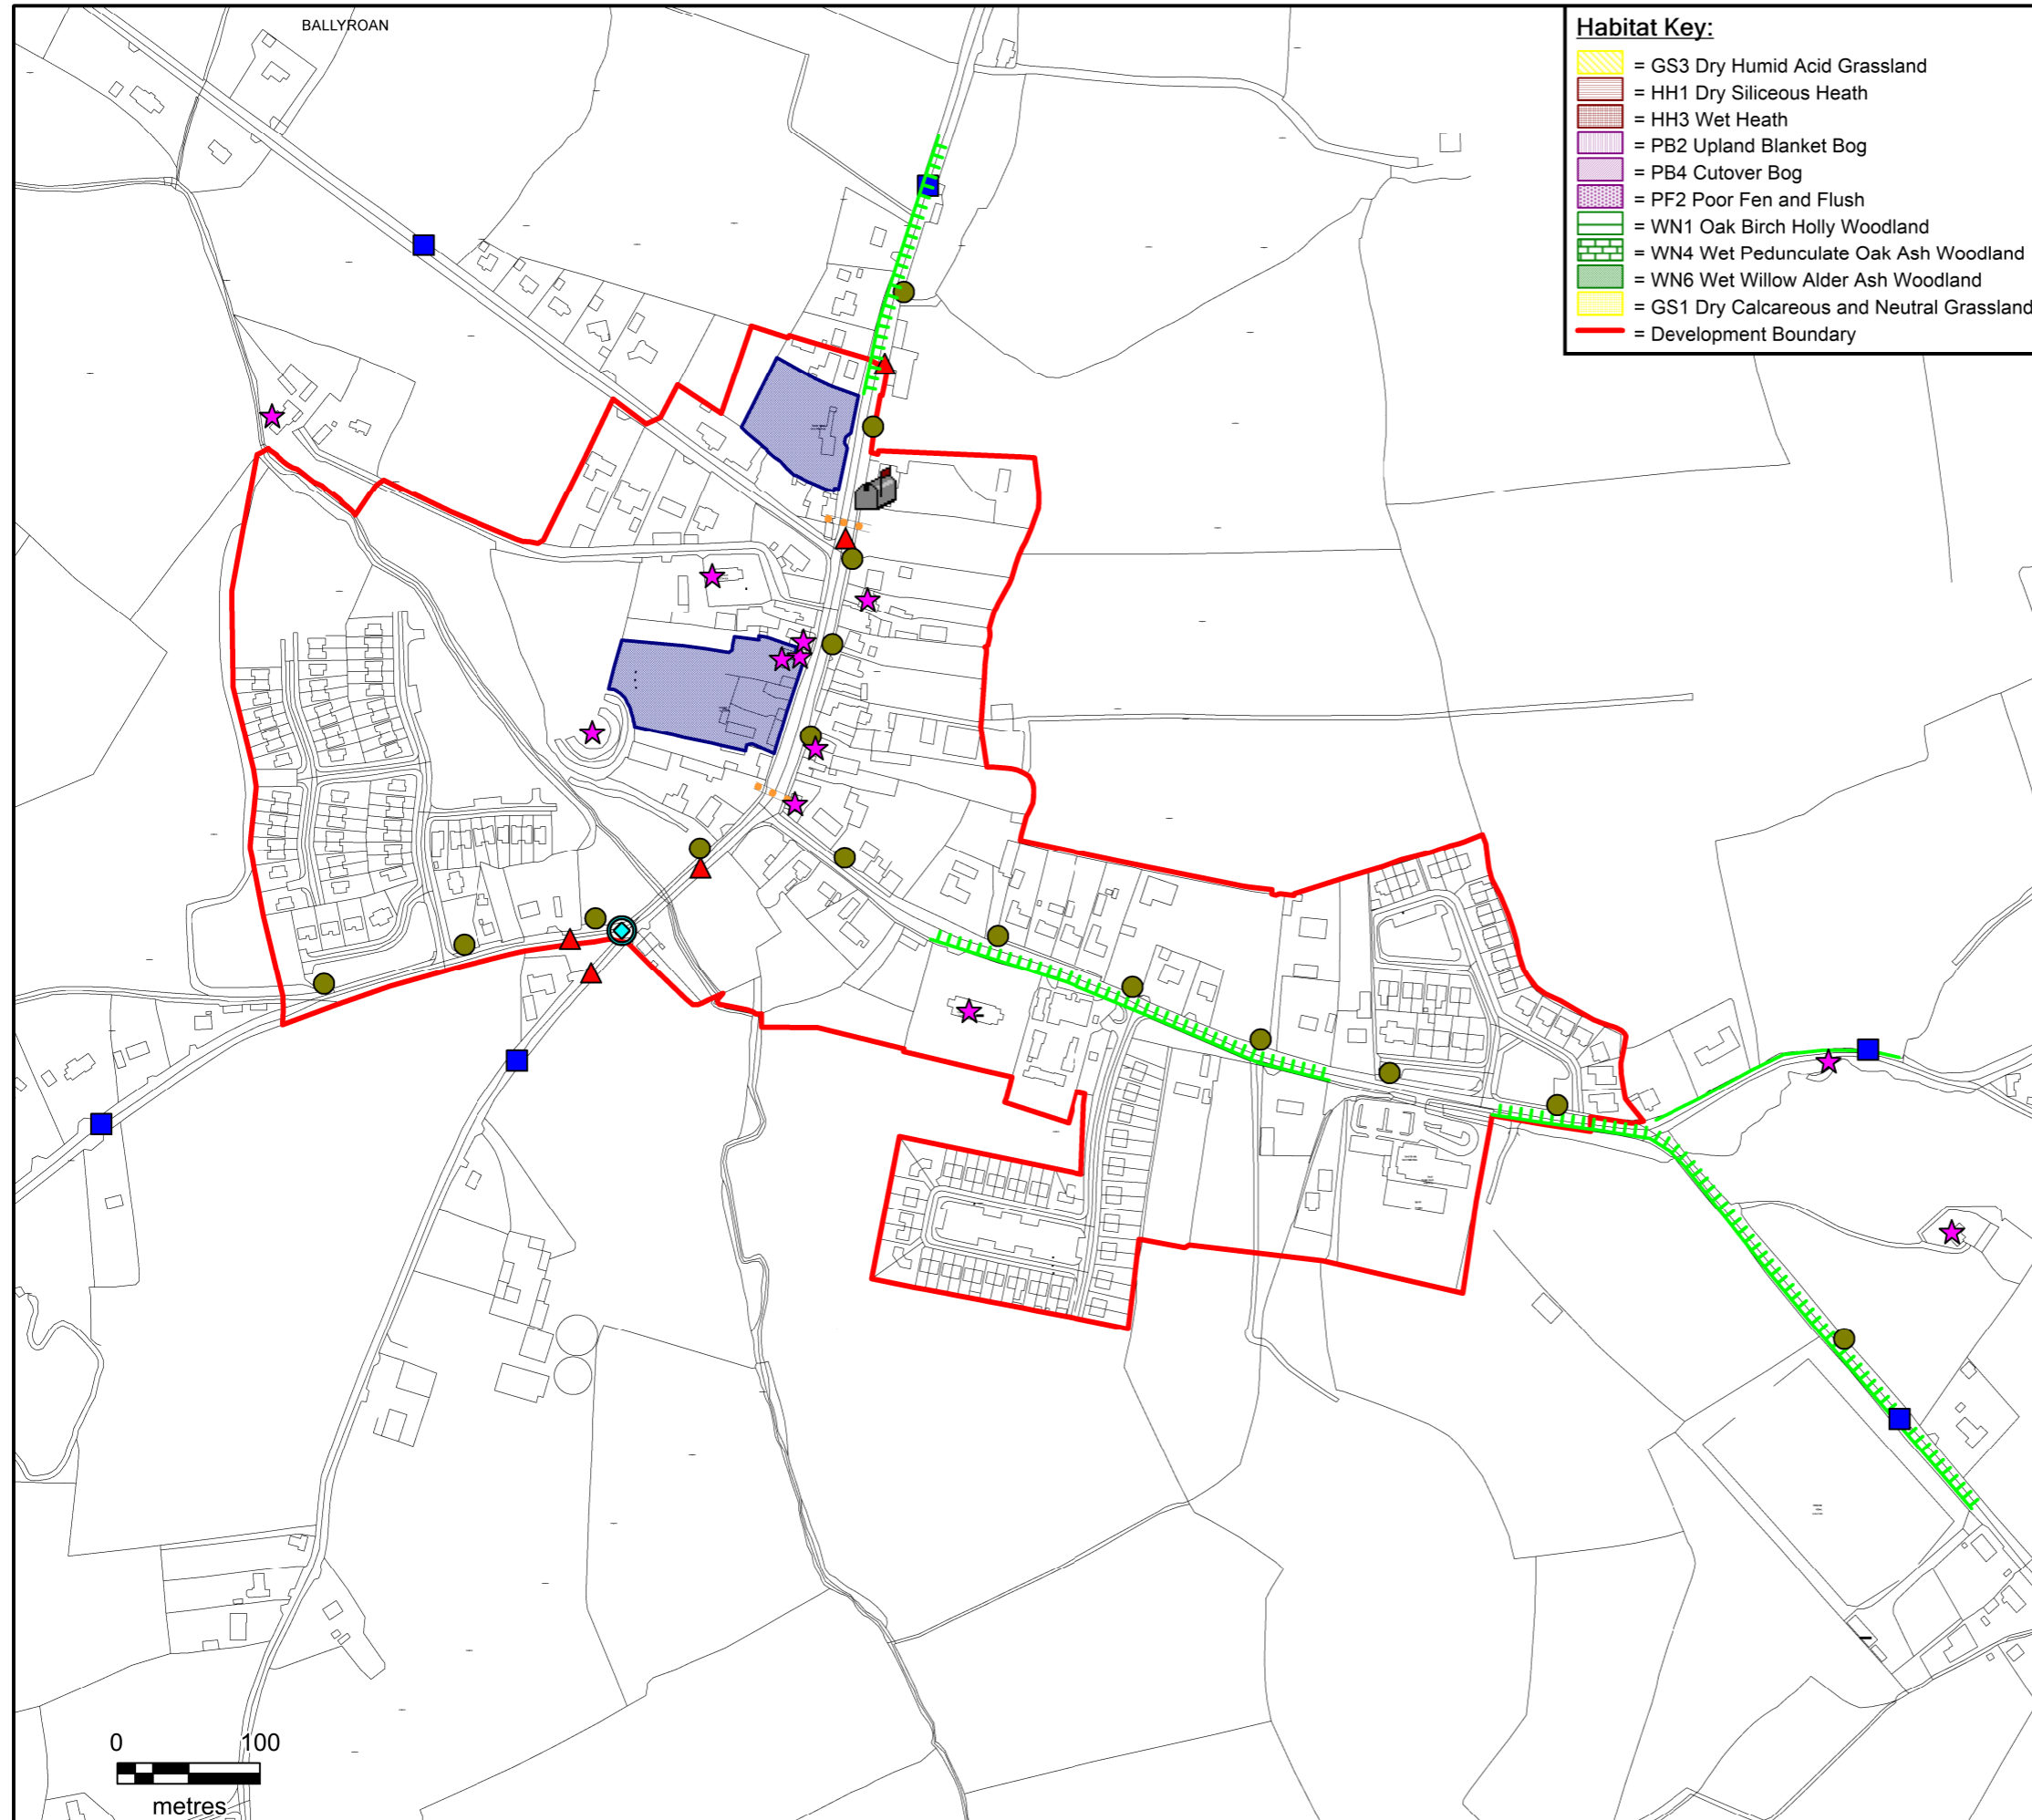 BALLYROAN
Habitat Key:
= GS3 Dry Humid Acid Grassland
= HH1 Dry Siliceous Heath
= HH3 Wet Heath
= PB2 Upland Blanket Bog
= PB4 Cutover Bog
= PF2 Poor Fen and Flush
= WN1 Oak Birch Holly Woodland
= WN4 Wet Pedunculate Oak Ash Woodland
= WN6 Wet Willow Alder Ash Woodland
= GS1 Dry Calcareous and Neutral Grassland
= Development Boundary
0 100
metres